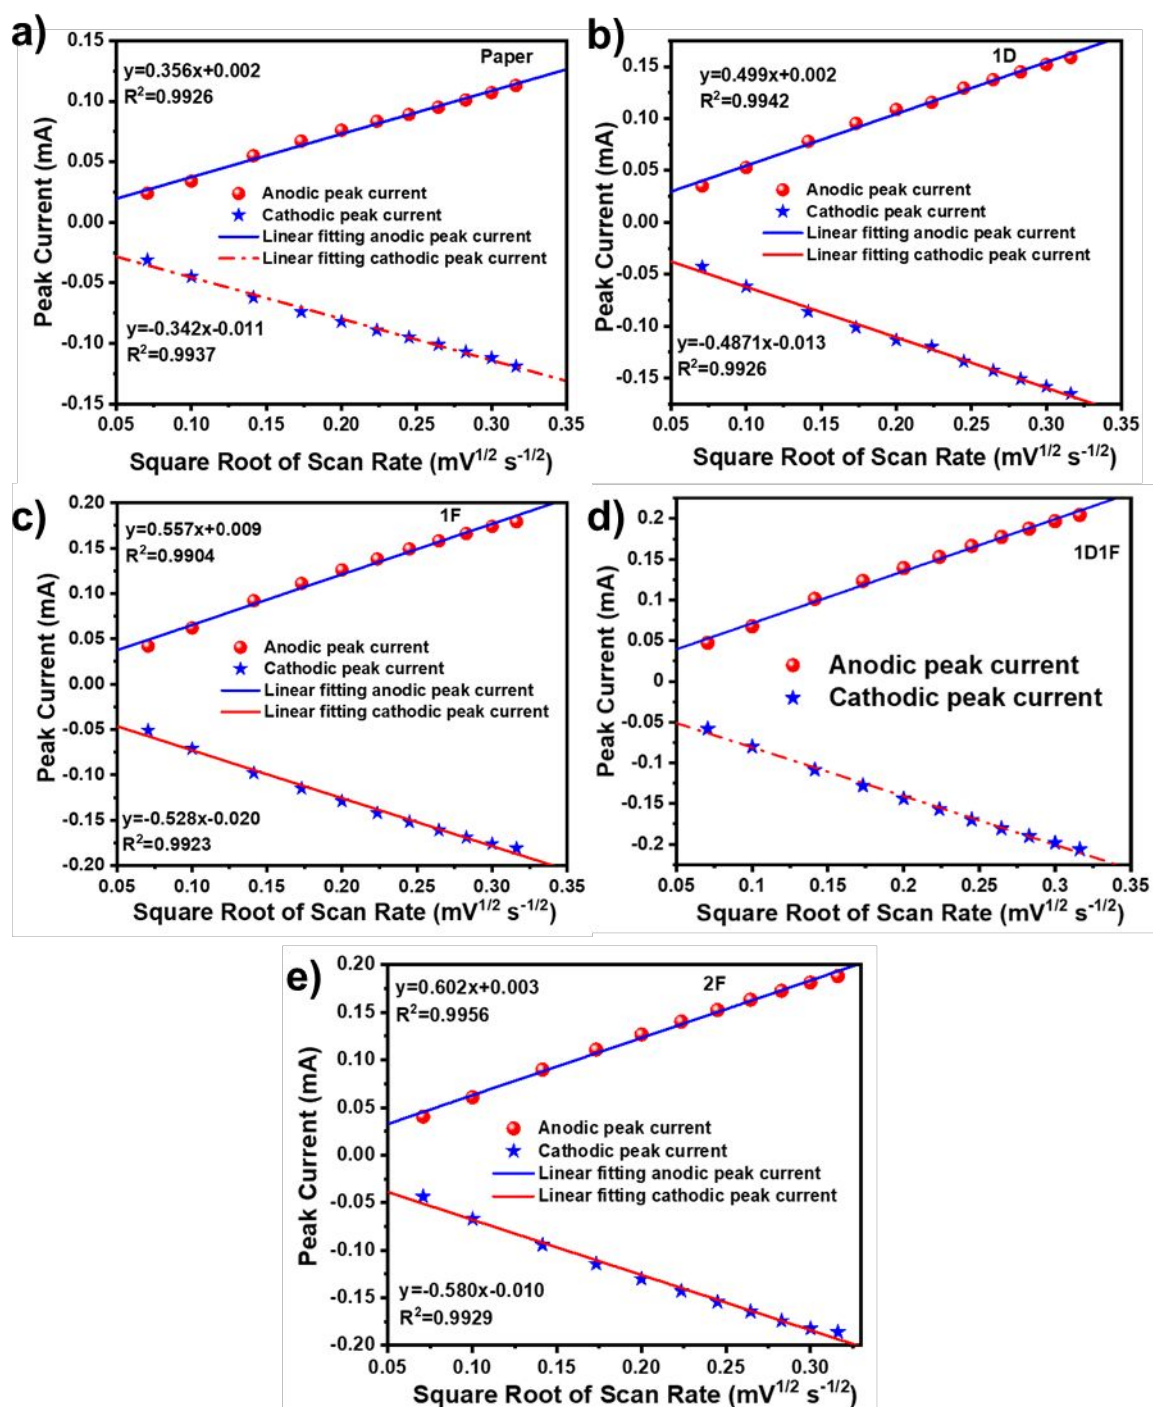 a)
Paper
y=0.356x+0.002
R²=0.9926
0.15
0.10
0.05
0.00
-0.05
-0.10
-0.15
Peak Current (mA)
Anodic peak current
Cathodic peak current
Linear fitting anodic peak current
Linear fitting cathodic peak current
y=-0.342x-0.011
R²=0.9937
0.05 0.10 0.15 0.20 0.25 0.30 0.35
Square Root of Scan Rate (mV^1/2 s^-1/2)
b)
1D
y=0.499x+0.002
R²=0.9942
0.15
0.10
0.05
0.00
-0.05
-0.10
-0.15
Peak Current (mA)
Anodic peak current
Cathodic peak current
Linear fitting anodic peak current
Linear fitting cathodic peak current
y=-0.4871x-0.013
R²=0.9926
0.05 0.10 0.15 0.20 0.25 0.30 0.35
Square Root of Scan Rate (mV^1/2 s^-1/2)
c)
1F
y=0.557x+0.009
R²=0.9904
0.20
0.15
0.10
0.05
0.00
-0.05
-0.10
-0.15
-0.20
Peak Current (mA)
Anodic peak current
Cathodic peak current
Linear fitting anodic peak current
Linear fitting cathodic peak current
y=-0.528x-0.020
R²=0.9923
0.05 0.10 0.15 0.20 0.25 0.30 0.35
Square Root of Scan Rate (mV^1/2 s^-1/2)
d)
1D1F
0.2
0.15
0.1
0.05
0
-0.05
-0.1
-0.15
-0.2
Peak Current (mA)
Anodic peak current
Cathodic peak current
0.05 0.1 0.15 0.2 0.25 0.3 0.35
Square Root of Scan Rate (mV^1/2 s^-1/2)
e)
2F
y=0.602x+0.003
R²=0.9956
0.20
0.15
0.10
0.05
0.00
-0.05
-0.10
-0.15
-0.20
Peak Current (mA)
Anodic peak current
Cathodic peak current
Linear fitting anodic peak current
Linear fitting cathodic peak current
y=-0.580x-0.010
R²=0.9929
0.05 0.10 0.15 0.20 0.25 0.30
Square Root of Scan Rate (mV^1/2 s^-1/2)